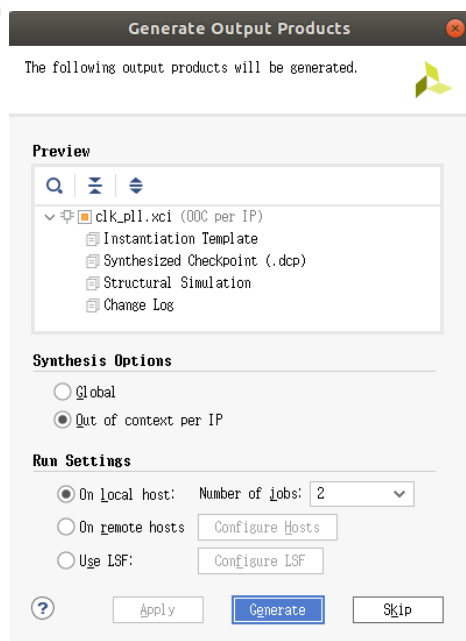 Generate Output Products
The following output products will be generated.
Preview
clk_pll.xci (OOC per IP)
Instantiation Template
Synthesized Checkpoint (.dcp)
Structural Simulation
Change Log
Synthesis Options
Global
Out of context per IP
Run Settings
On local host: Number of jobs: 2
On remote hosts Configure Hosts
Use LSF: Configure LSF
? Apply Generate Skip